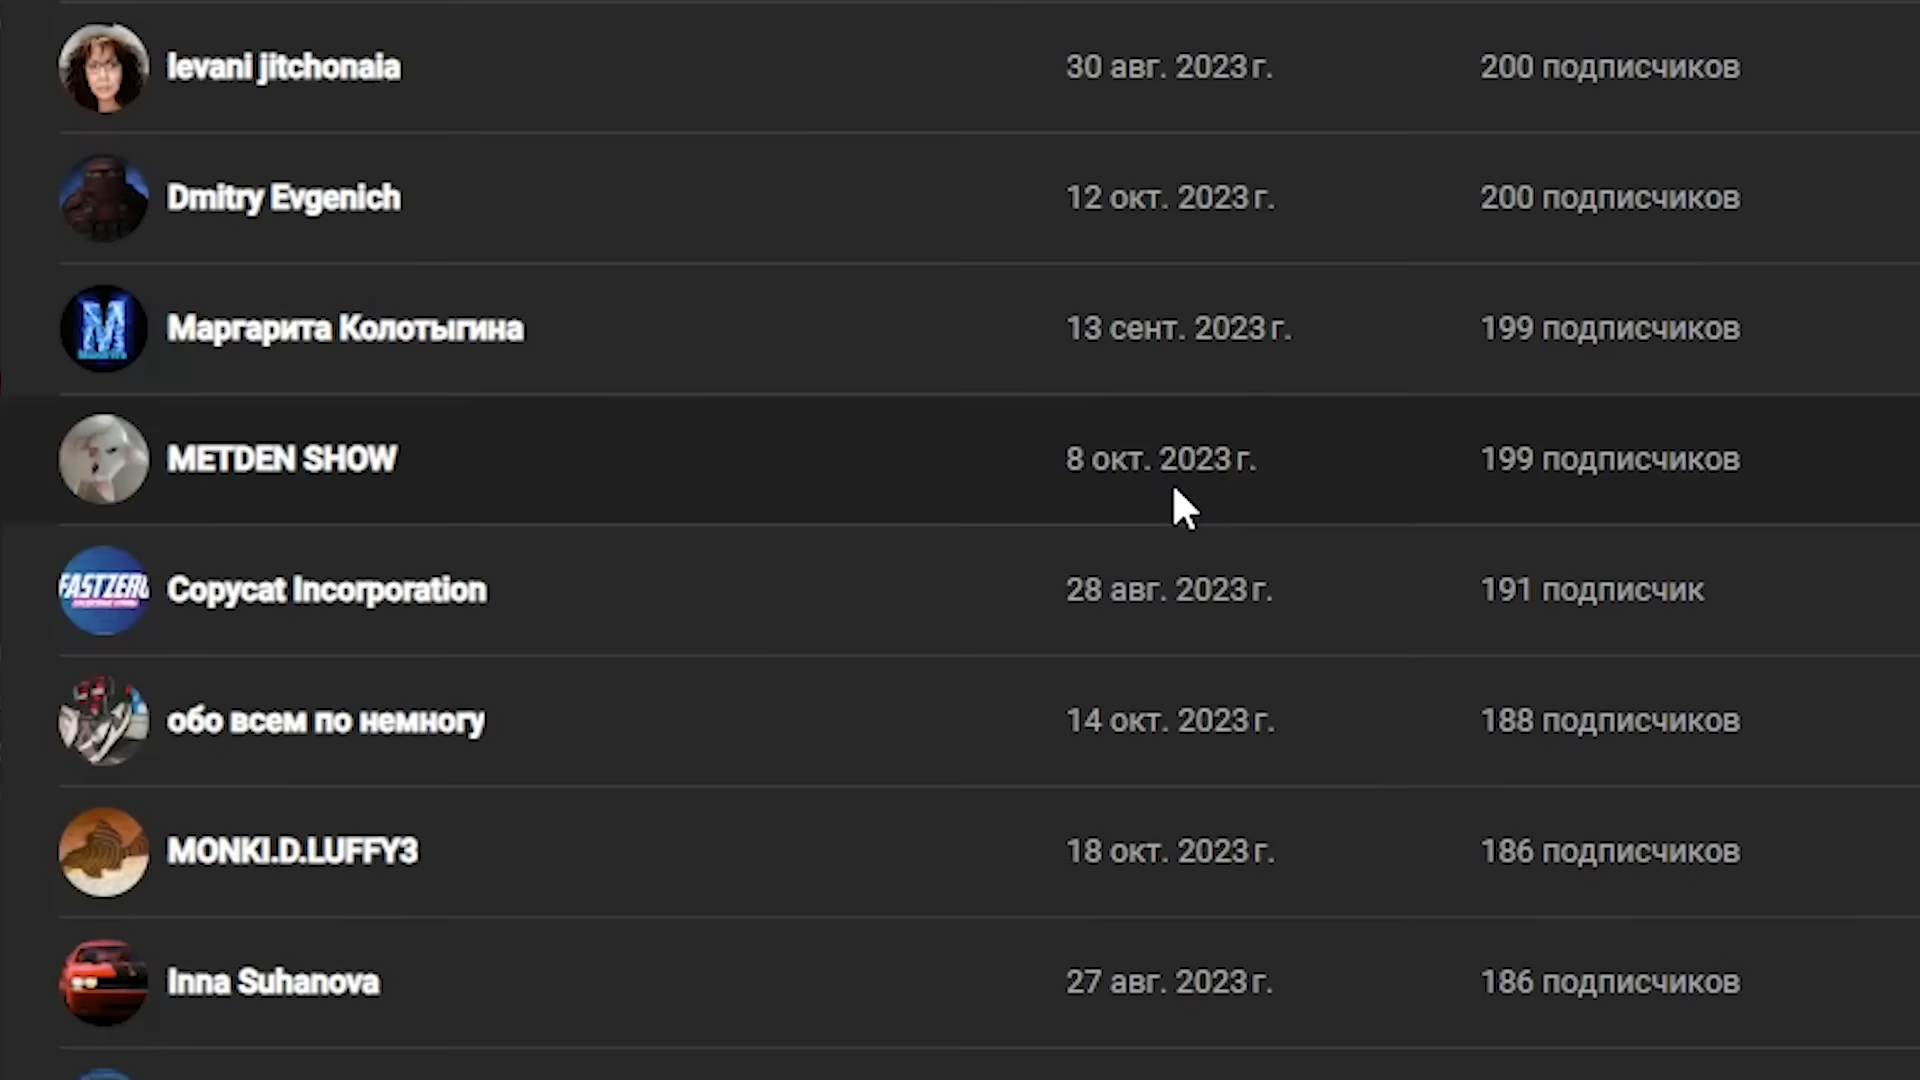 levani jitchonaia 30 авг. 2023 г. 200 подписчиков
Dmitry Evgenich 12 окт. 2023 г. 200 подписчиков
Маргарита Колотыгина 13 сент. 2023 г. 199 подписчиков
METDEN SHOW 8 окт. 2023 г. 199 подписчиков
FASTZERO
Copycat Incorporation 28 авг. 2023 г. 191 подписчик
обо всем по немногу 14 окт. 2023 г. 188 подписчиков
MONKI.D.LUFFY3 18 окт. 2023 г. 186 подписчиков
Inna Suhanova 27 авг. 2023 г. 186 подписчиков